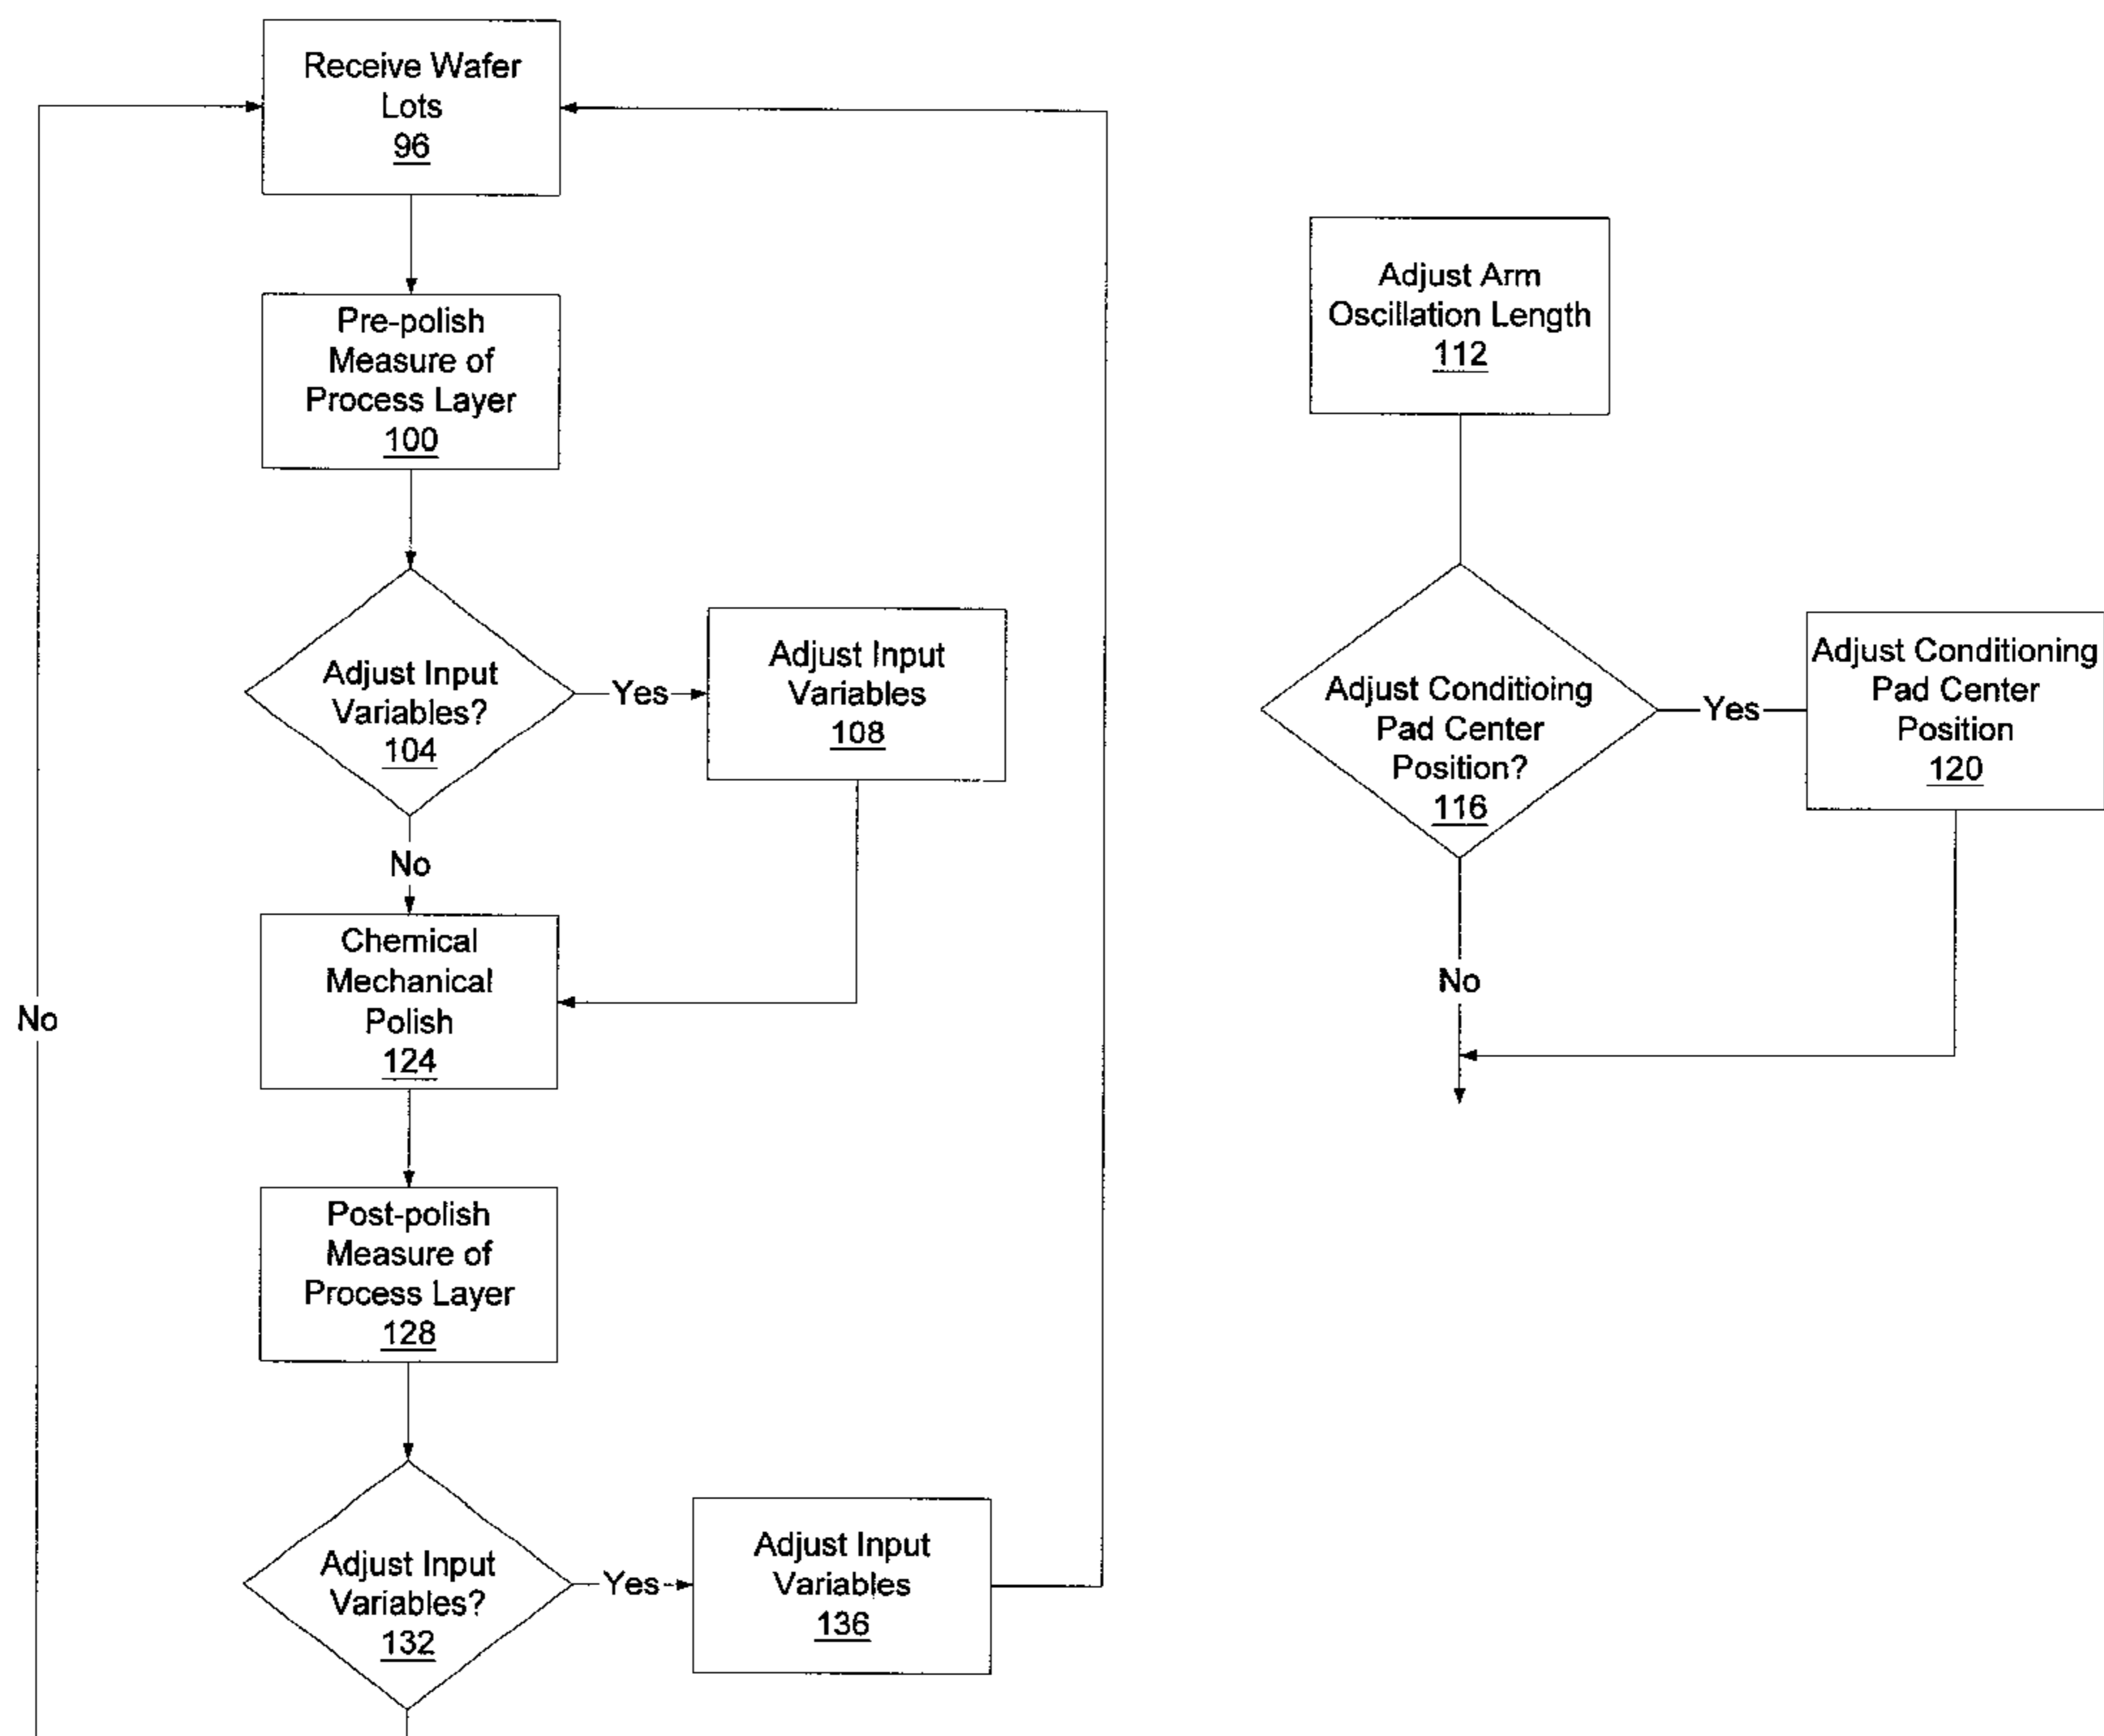 Receive Wafer
Lots
96
Pre-polish
Measure of
Process Layer
100
Adjust Input
Variables?
104
Yes
Adjust Input
Variables
108
No
Chemical
Mechanical
Polish
124
No
Post-polish
Measure of
Process Layer
128
Adjust Input
Variables?
132
Yes
Adjust Input
Variables
136
Adjust Arm
Oscillation Length
112
Adjust Conditioing
Pad Center
Position?
116
Yes
Adjust Conditioning
Pad Center
Position
120
No